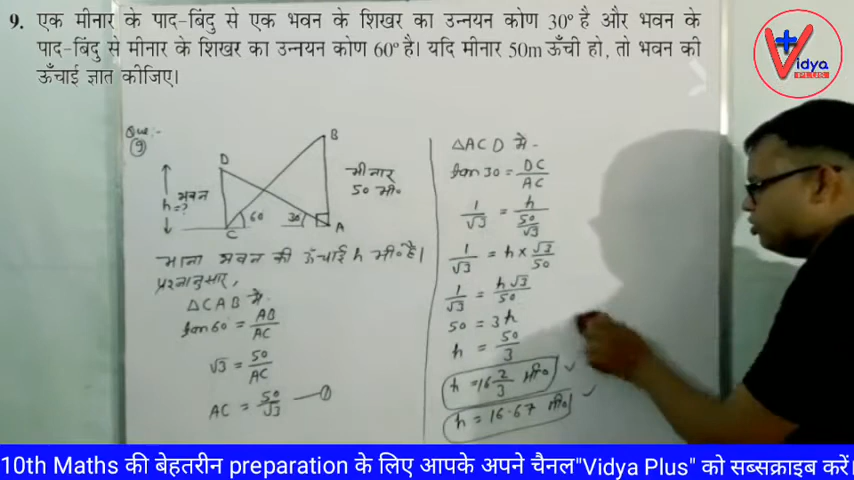 9. एक मीनार के पाद-बिंदु से एक भवन के शिखर का उन्नयन कोण 30° है और भवन के
पाद-बिंदु से मीनार के शिखर का उन्नयन कोण 60° है। यदि मीनार 50m ऊँची हो, तो भवन की
ऊँचाई ज्ञात कीजिए।
Vidya
PLUS
Que:-
(9)
D
B
भवन
h=?
60
30
C
A
मीनार
50 मी०
माना भवन की ऊँचाई h मी० है।
प्रश्नानुसार,
△CAB में-
tan 60 = AB/AC
√3 = 50/AC
AC = 50/√3 — ①
△ACD में-
tan 30 = DC/AC
1/√3 = h/(50/√3)
1/√3 = h × √3/50
1/√3 = h√3/50
50 = 3h
h = 50/3
h = 16 2/3 मी० ✓
h = 16.67 मी० ✓
10th Maths की बेहतरीन preparation के लिए आपके अपने चैनल"Vidya Plus" को सब्सक्राइब करें।